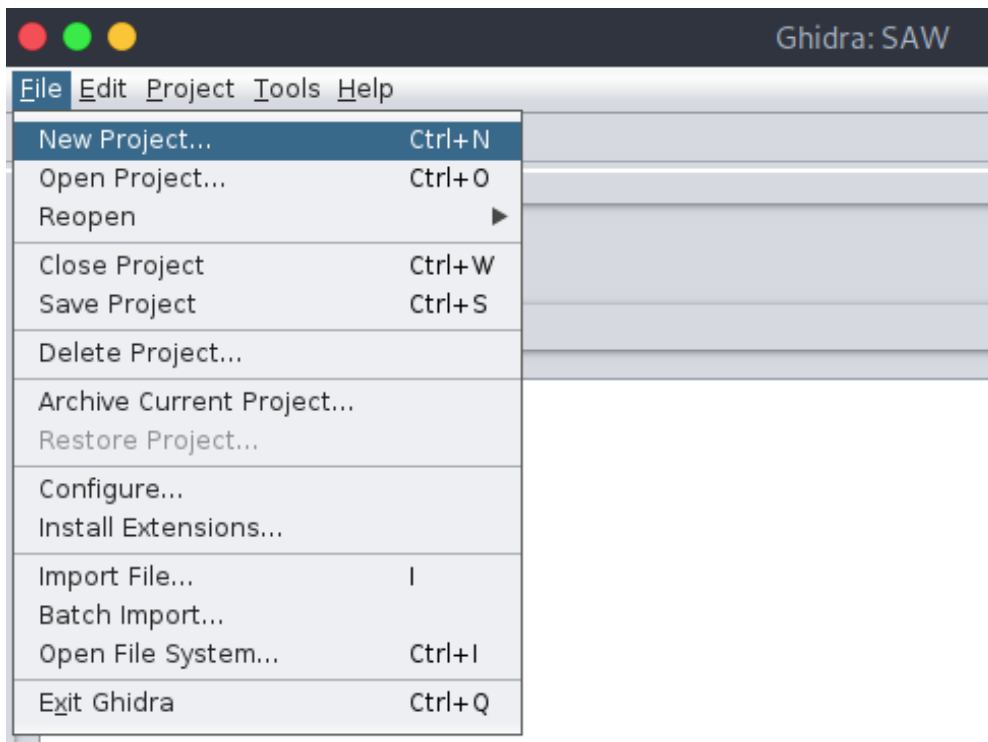 Ghidra: SAW
File Edit Project Tools Help
New Project... Ctrl+N
Open Project... Ctrl+O
Reopen
Close Project Ctrl+W
Save Project Ctrl+S
Delete Project...
Archive Current Project...
Restore Project...
Configure...
Install Extensions...
Import File... I
Batch Import...
Open File System... Ctrl+I
Exit Ghidra Ctrl+Q